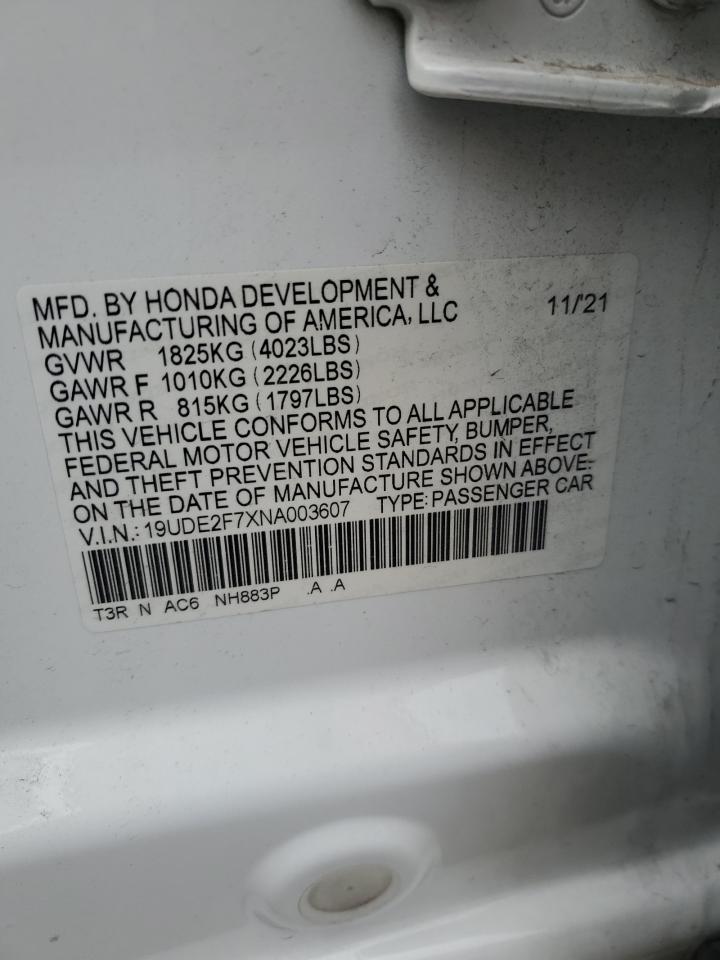 MFD. BY HONDA DEVELOPMENT & 11/'21
MANUFACTURING OF AMERICA, LLC
GVWR 1825KG (4023LBS)
GAWR F 1010KG (2226LBS)
GAWR R 815KG (1797LBS)
THIS VEHICLE CONFORMS TO ALL APPLICABLE
FEDERAL MOTOR VEHICLE SAFETY, BUMPER,
AND THEFT PREVENTION STANDARDS IN EFFECT
ON THE DATE OF MANUFACTURE SHOWN ABOVE.
V.I.N.: 19UDE2F7XNA003607 TYPE: PASSENGER CAR
T3R N AC6 NH883P .A .A